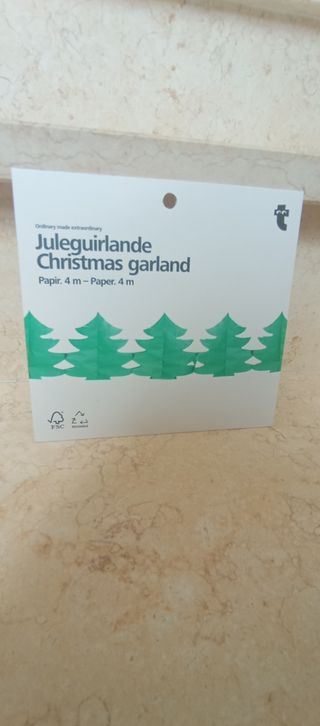 Ordinary made extraordinary
Juleguirlande
Christmas garland
Papir. 4 m – Paper. 4 m
FSC